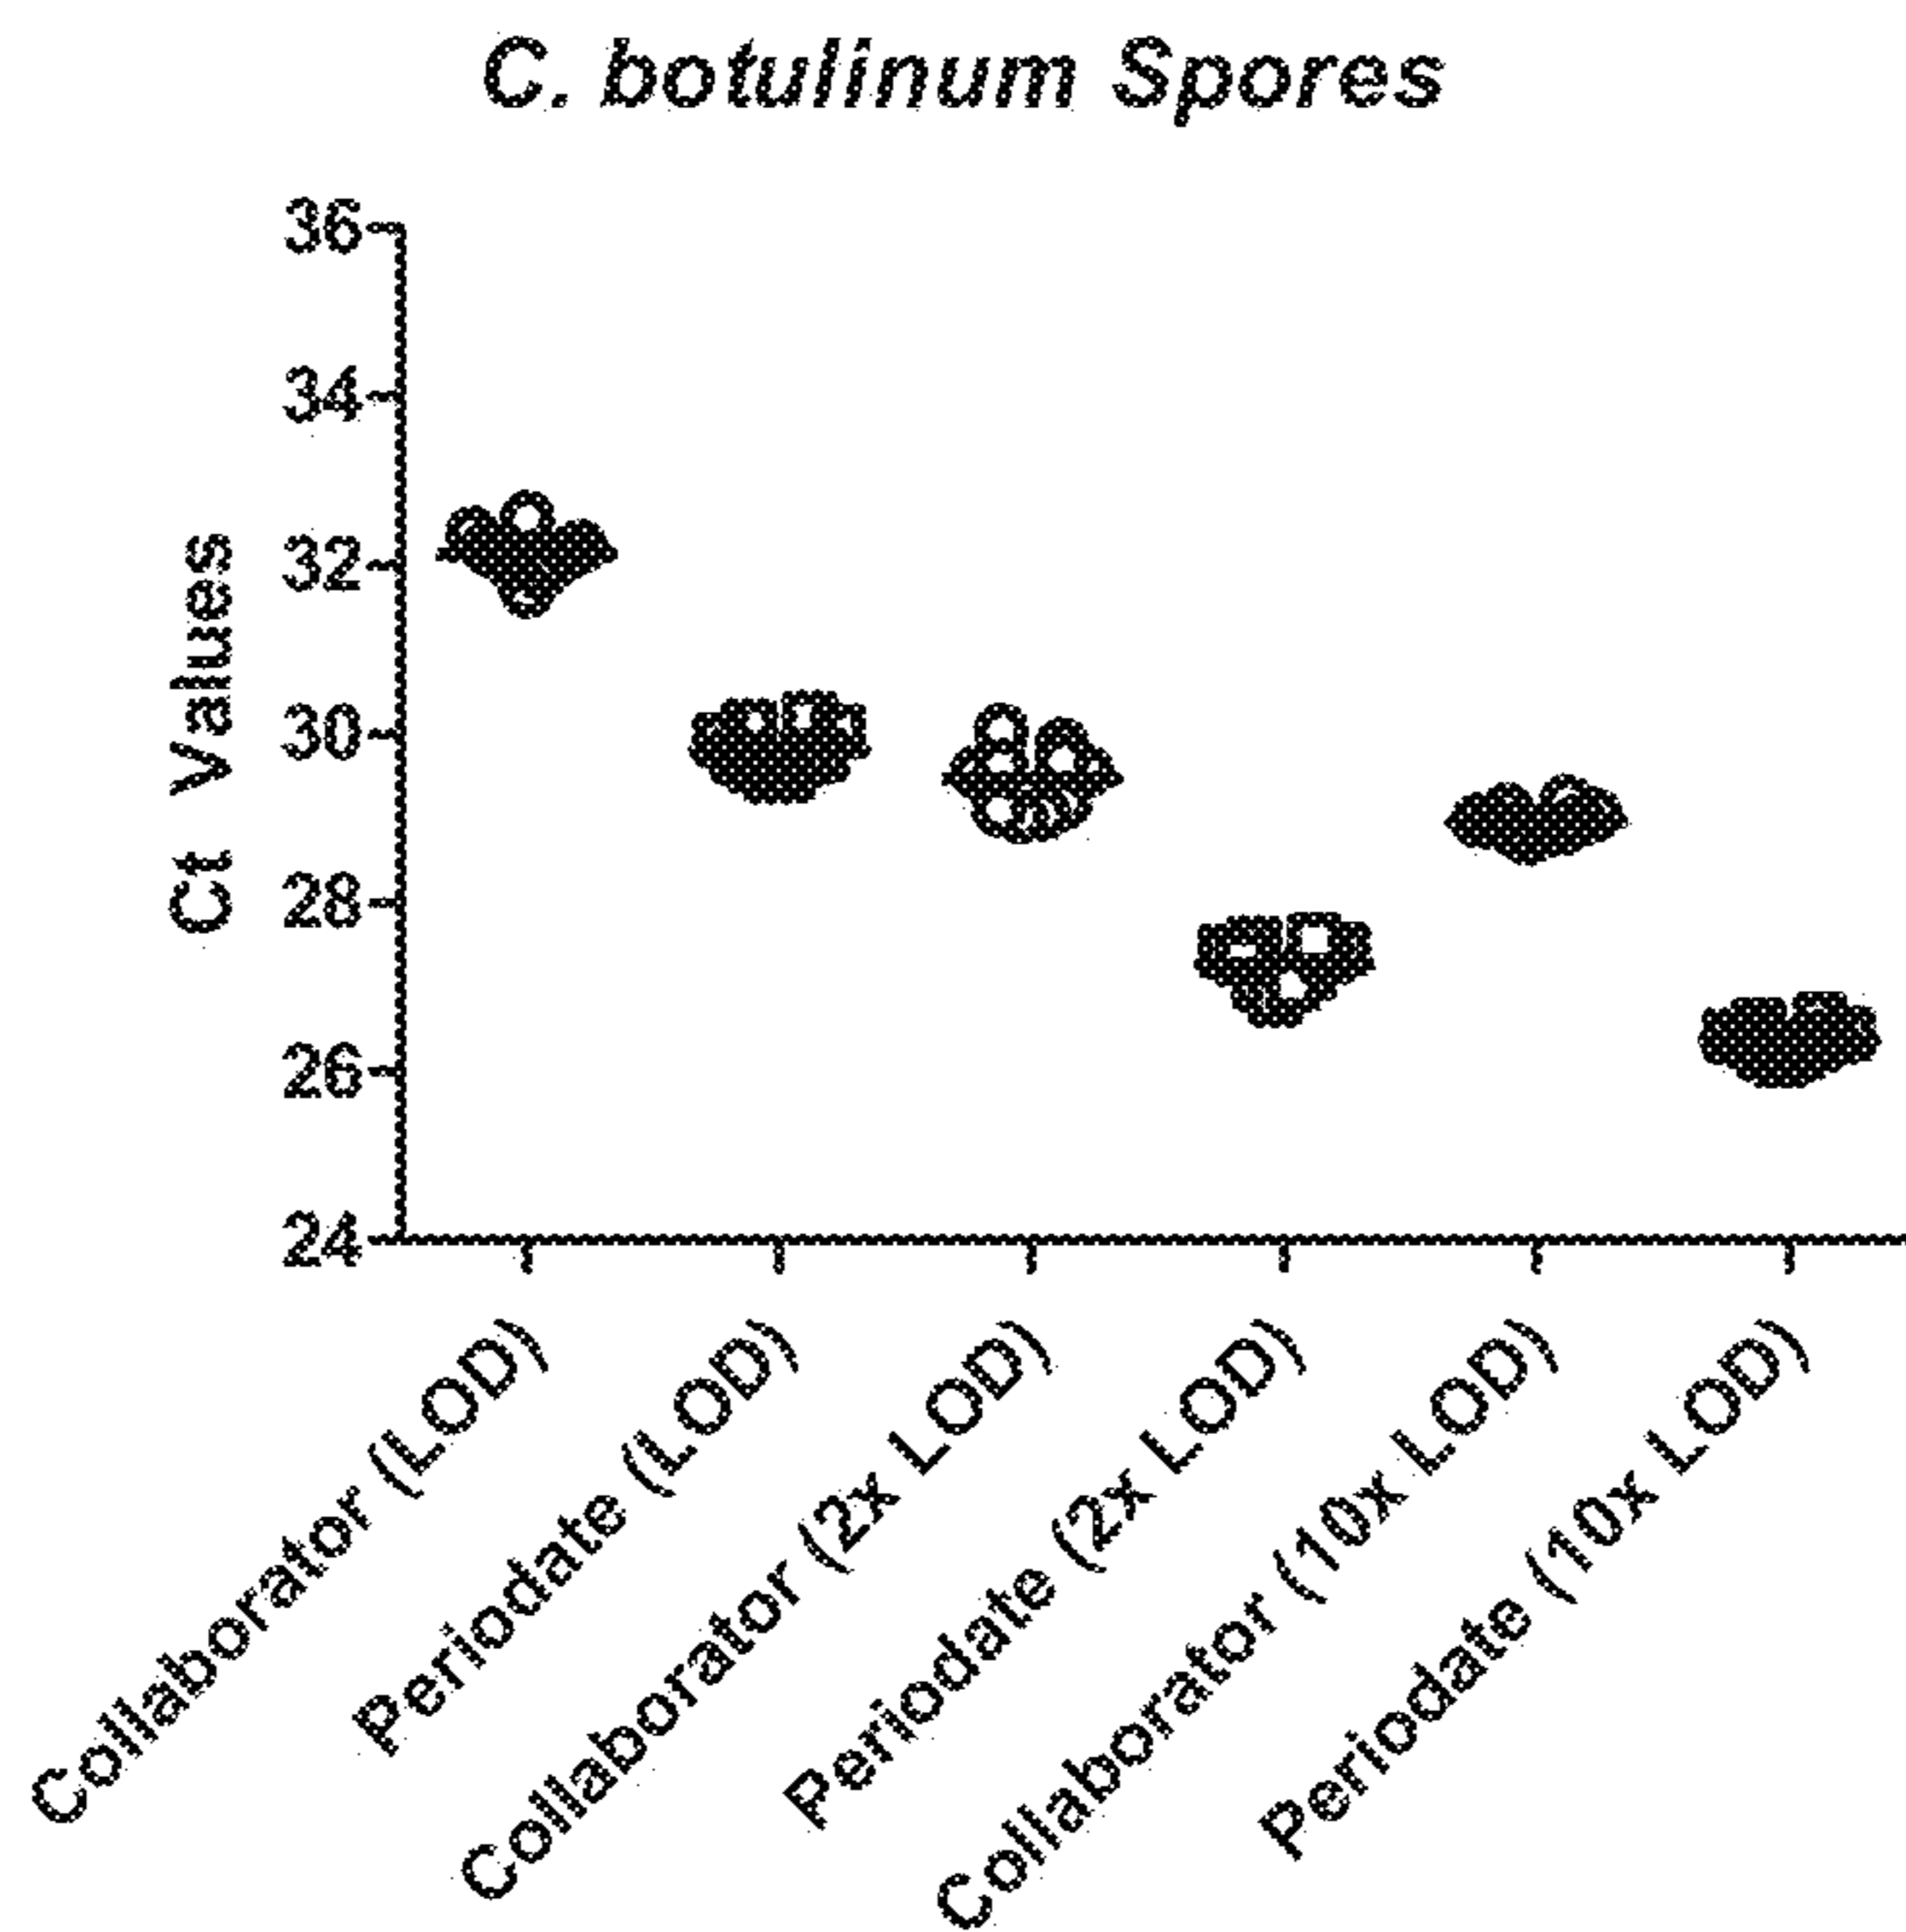 C. botulinum Spores
36
34
32
30
28
26
24
Ct Values
Collaborator (LOD)
Periodate (LOD)
Collaborator (2x LOD)
Periodate (2x LOD)
Collaborator (10x LOD)
Periodate (10x LOD)